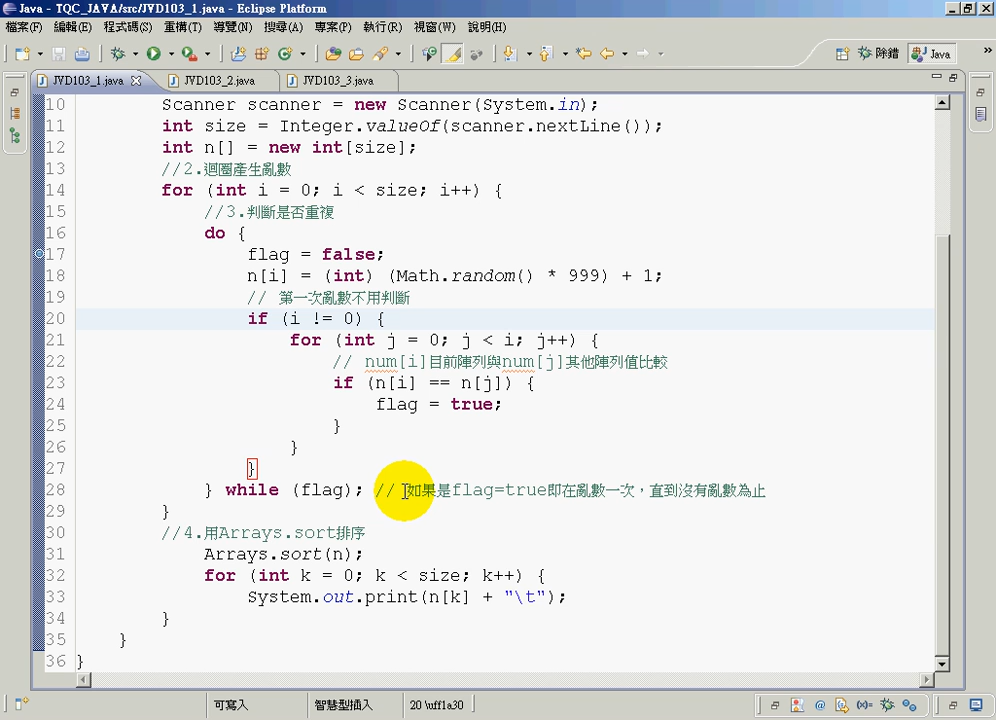 Java - TQC_JAVA/src/JVD103_1.java - Eclipse Platform
檔案(F) 編輯(E) 程式碼(S) 重構(T) 導覽(N) 搜尋(A) 專案(P) 執行(R) 視窗(W) 說明(H)
除錯 Java
JVD103_1.java JVD103_2.java JVD103_3.java
10 Scanner scanner = new Scanner(System.in);
11 int size = Integer.valueOf(scanner.nextLine());
12 int n[] = new int[size];
13 //2.迴圈產生亂數
14 for (int i = 0; i < size; i++) {
15 //3.判斷是否重複
16 do {
17 flag = false;
18 n[i] = (int) (Math.random() * 999) + 1;
19 // 第一次亂數不用判斷
20 if (i != 0) {
21 for (int j = 0; j < i; j++) {
22 // num[i]目前陣列與num[j]其他陣列值比較
23 if (n[i] == n[j]) {
24 flag = true;
25 }
26 }
27 }
28 } while (flag); // 如果是flag=true即在亂數一次，直到沒有亂數為止
29 }
30 //4.用Arrays.sort排序
31 Arrays.sort(n);
32 for (int k = 0; k < size; k++) {
33 System.out.print(n[k] + "\t");
34 }
35 }
36 }
可寫入 智慧型插入 20 \uff1a30